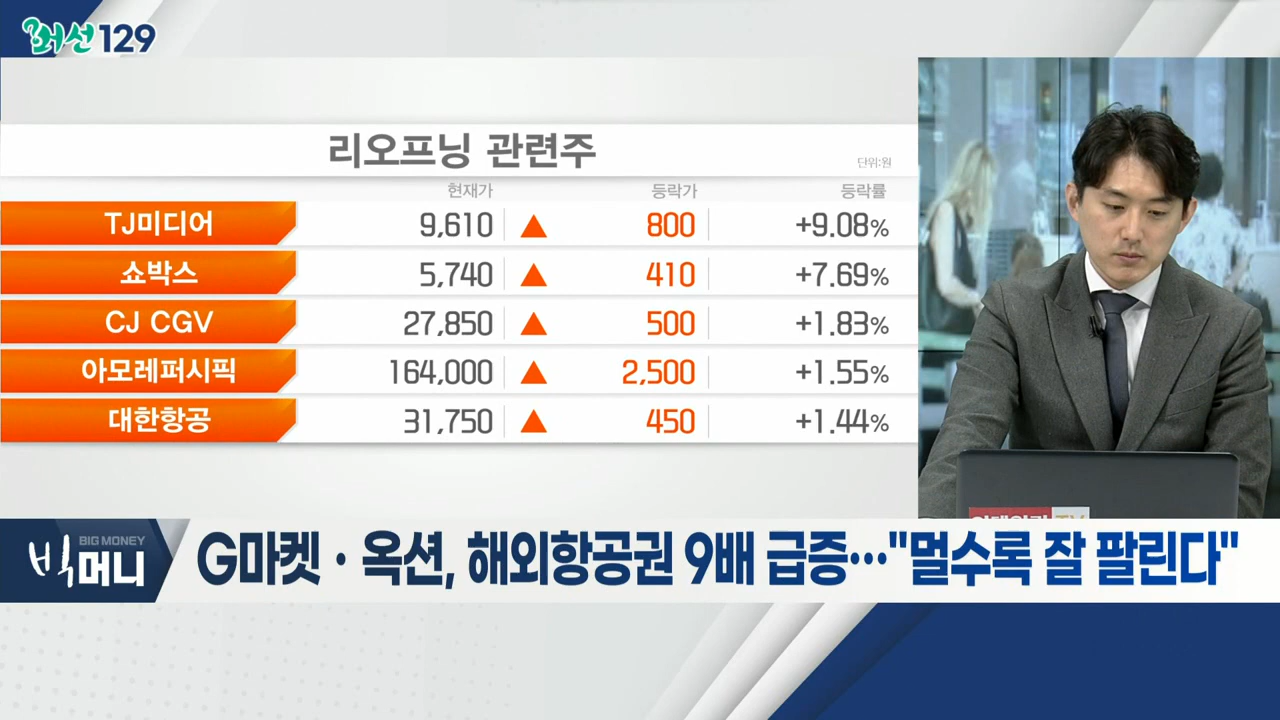 퍼선129
리오프닝 관련주
단위:원
현재가 등락가 등락률
TJ미디어 9,610 ▲ 800 +9.08%
쇼박스 5,740 ▲ 410 +7.69%
CJ CGV 27,850 ▲ 500 +1.83%
아모레퍼시픽 164,000 ▲ 2,500 +1.55%
대한항공 31,750 ▲ 450 +1.44%
BIG MONEY
빅머니
G마켓·옥션, 해외항공권 9배 급증…"멀수록 잘 팔린다"